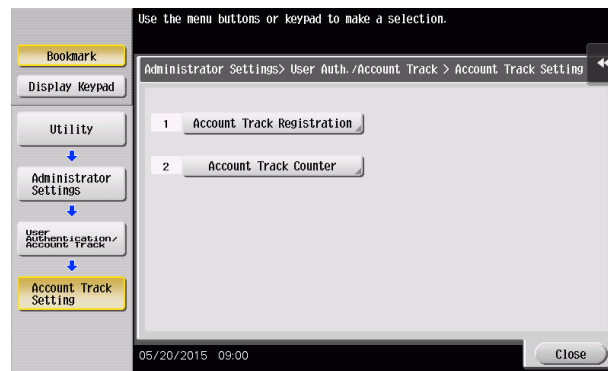 Use the menu buttons or keypad to make a selection.
Bookmark
Display Keypad
Utility
Administrator
Settings
User
Authentication/
Account Track
Account Track
Setting
Administrator Settings> User Auth./Account Track > Account Track Setting
1 Account Track Registration
2 Account Track Counter
05/20/2015 09:00
Close